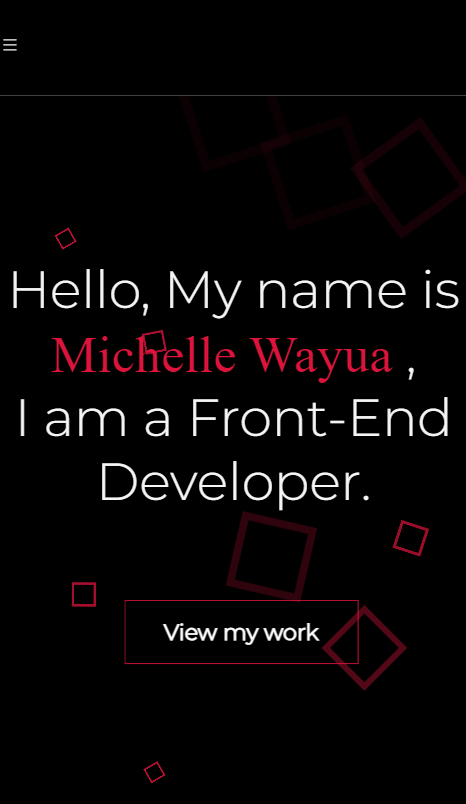 Hello, My name is
Michelle Wayua ,
I am a Front-End
Developer.
View my work